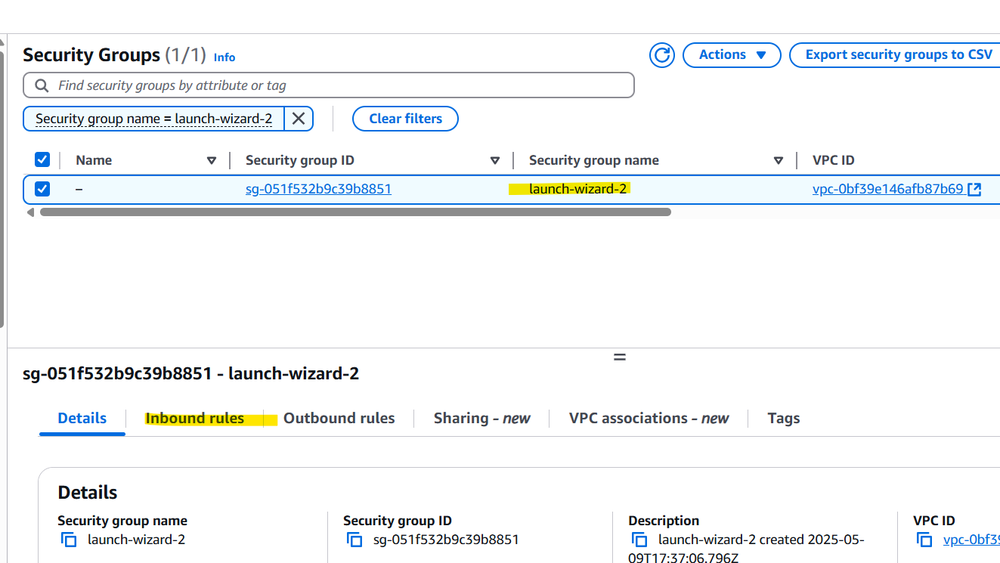 Security Groups (1/1) Info
Actions
Export security groups to CSV
Find security groups by attribute or tag
Security group name = launch-wizard-2
Clear filters
Name Security group ID Security group name VPC ID
– sg-051f532b9c39b8851 launch-wizard-2 vpc-0bf39e146afb87b69
sg-051f532b9c39b8851 - launch-wizard-2
Details Inbound rules Outbound rules Sharing - new VPC associations - new Tags
Details
Security group name
launch-wizard-2
Security group ID
sg-051f532b9c39b8851
Description
launch-wizard-2 created 2025-05-
09T17:37:06.796Z
VPC ID
vpc-0bf39